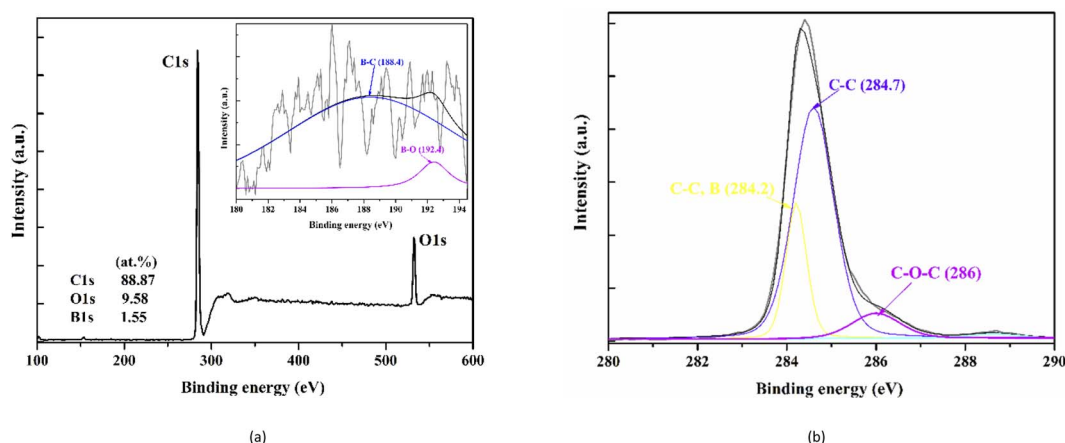 C1s
B-C (188.4)
Intensity (a.u.)
B-O (192.4)
180 182 184 186 188 190 192 194
Binding energy (eV)
O1s
(at.%)
C1s 88.87
O1s 9.58
B1s 1.55
Intensity (a.u.)
100 200 300 400 500 600
Binding energy (eV)
(a)
C-C (284.7)
C-C, B (284.2)
C-O-C (286)
Intensity (a.u.)
280 282 284 286 288 290
Binding energy (eV)
(b)